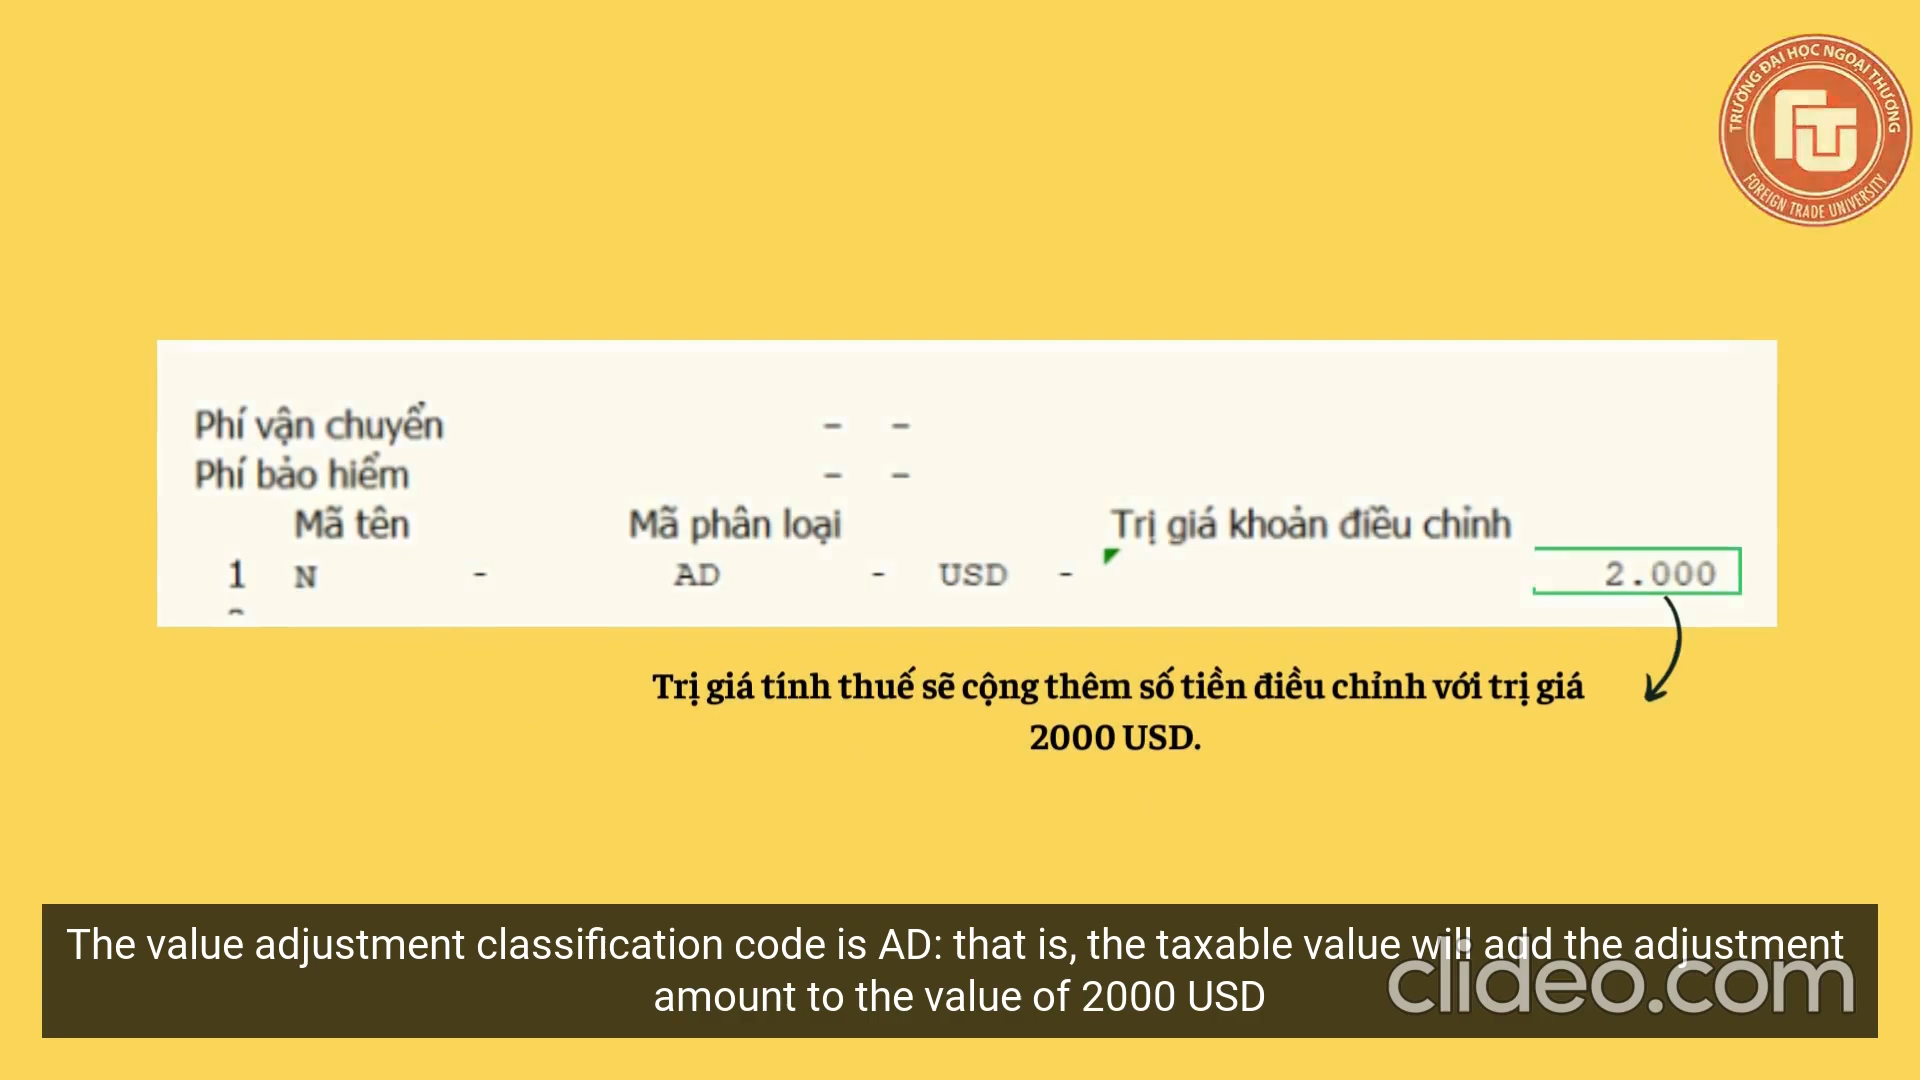 TRƯỜNG ĐẠI HỌC NGOẠI THƯƠNG
FTU
FOREIGN TRADE UNIVERSITY
Phí vận chuyển - -
Phí bảo hiểm - -
Mã tên Mã phân loại Trị giá khoản điều chỉnh
1 N - AD - USD - 2.000
Trị giá tính thuế sẽ cộng thêm số tiền điều chỉnh với trị giá
2000 USD.
The value adjustment classification code is AD: that is, the taxable value will add the adjustment
amount to the value of 2000 USD
clideo.com